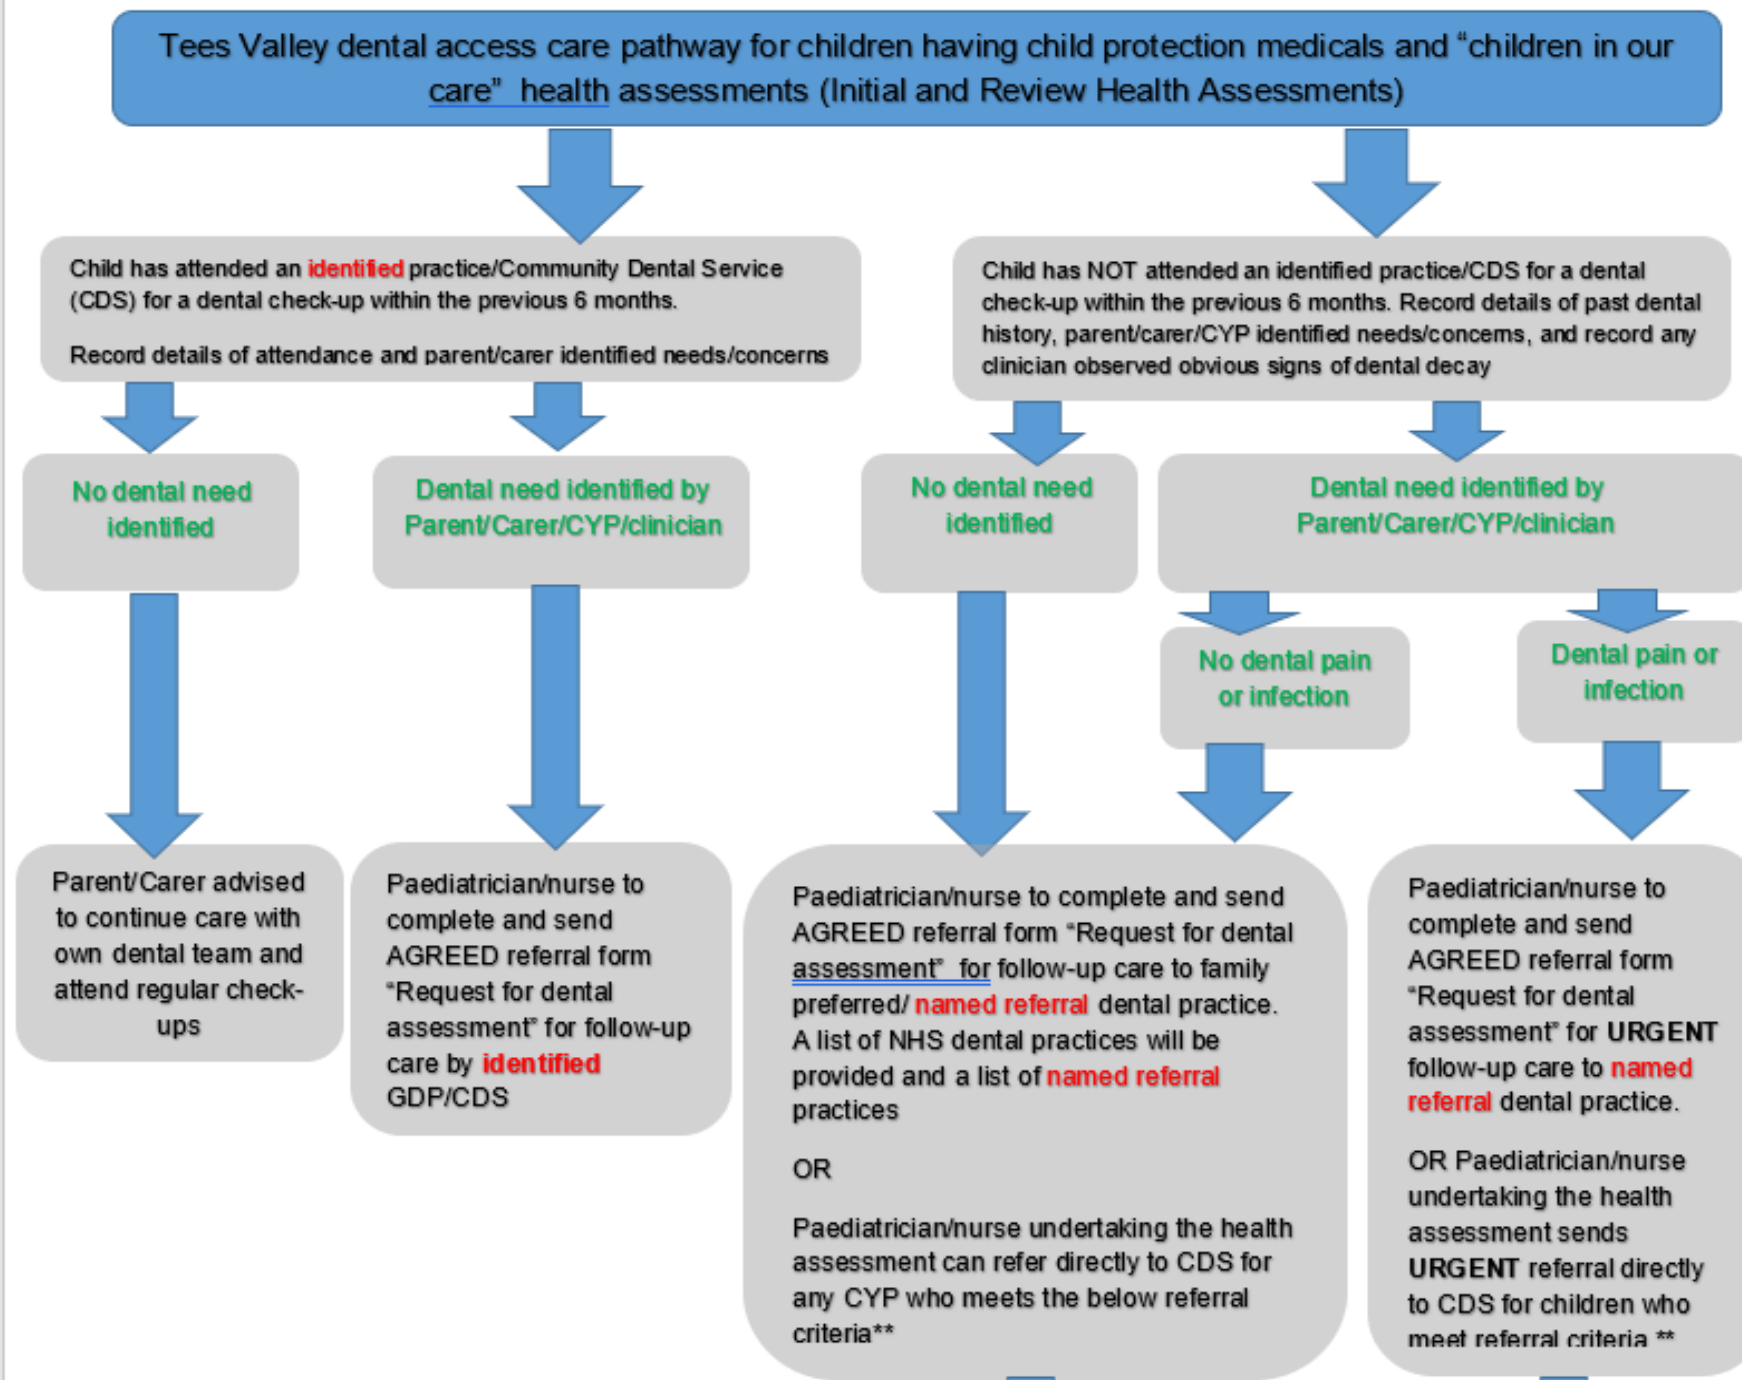 Tees Valley dental access care pathway for children having child protection medicals and “children in our
care”  health assessments (Initial and Review Health Assessments)
Child has attended an identified practice/Community Dental Service
(CDS) for a dental check-up within the previous 6 months.
Record details of attendance and parent/carer identified needs/concerns
Child has NOT attended an identified practice/CDS for a dental
check-up within the previous 6 months. Record details of past dental
history, parent/carer/CYP identified needs/concerns, and record any
clinician observed obvious signs of dental decay
No dental need
identified
Dental need identified by
Parent/Carer/CYP/clinician
No dental need
identified
Dental need identified by
Parent/Carer/CYP/clinician
No dental pain
or infection
Dental pain or
infection
Parent/Carer advised
to continue care with
own dental team and
attend regular check-
ups
Paediatrician/nurse to
complete and send
AGREED referral form
“Request for dental
assessment” for follow-up
care by identified
GDP/CDS
Paediatrician/nurse to complete and send
AGREED referral form “Request for dental
assessment”  for follow-up care to family
preferred/ named referral dental practice.
A list of NHS dental practices will be
provided and a list of named referral
practices
OR
Paediatrician/nurse undertaking the health
assessment can refer directly to CDS for
any CYP who meets the below referral
criteria**
Paediatrician/nurse to
complete and send
AGREED referral form
“Request for dental
assessment” for URGENT
follow-up care to named
referral dental practice.
OR Paediatrician/nurse
undertaking the health
assessment sends
URGENT referral directly
to CDS for children who
meet referral criteria **